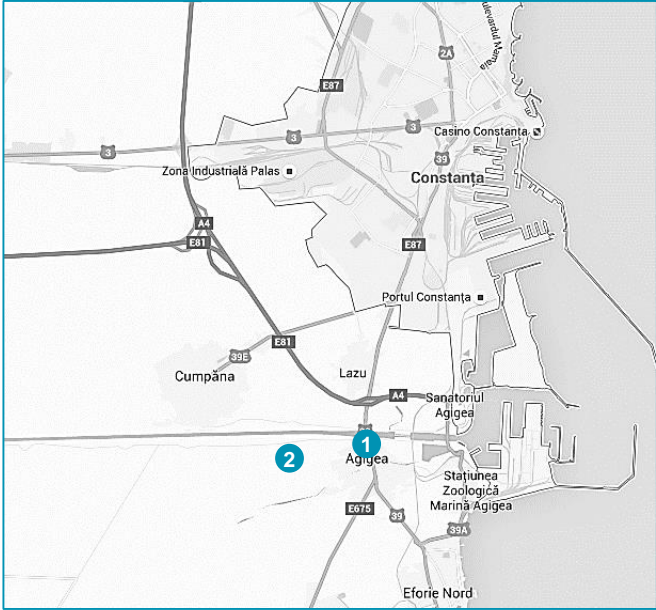 Bulevardul Mamaia
2A
E87
3
3
3
Casino Constanța
39
Zona Industrială Palas
Constanța
A4
E81
E87
Portul Constanța
E81
39E
Cumpăna
Lazu
A4
Sanatoriul
Agigea
1
2
Agigea
Stațiunea
Zoologică
Marină Agigea
E675
39
39A
Eforie Nord